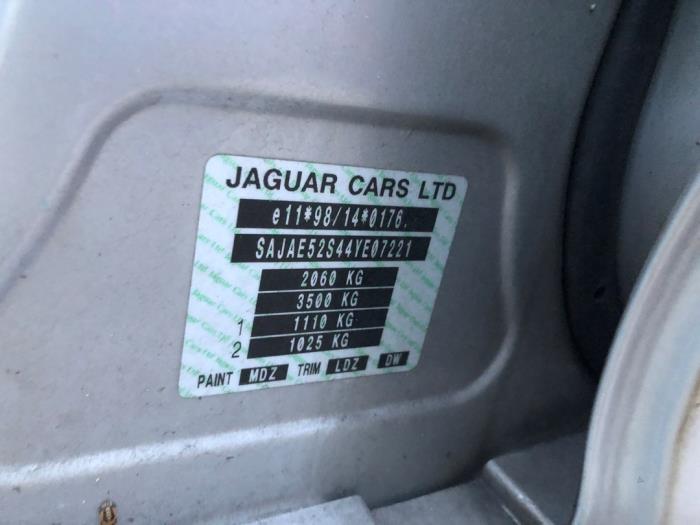 JAGUAR CARS LTD
e11*98/14*0176.
SAJAE52S44YE07221
2060 KG
3500 KG
1 1110 KG
2 1025 KG
PAINT MDZ TRIM LDZ DW